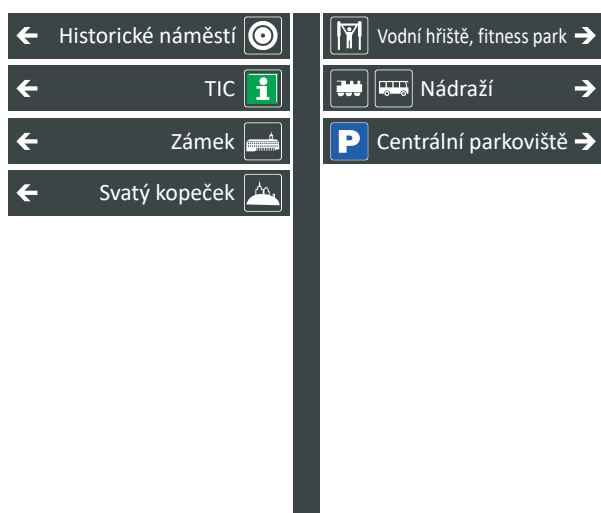 Historické náměstí
TIC
Zámek
Svatý kopeček
Vodní hřiště, fitness park
Nádraží
P Centrální parkoviště